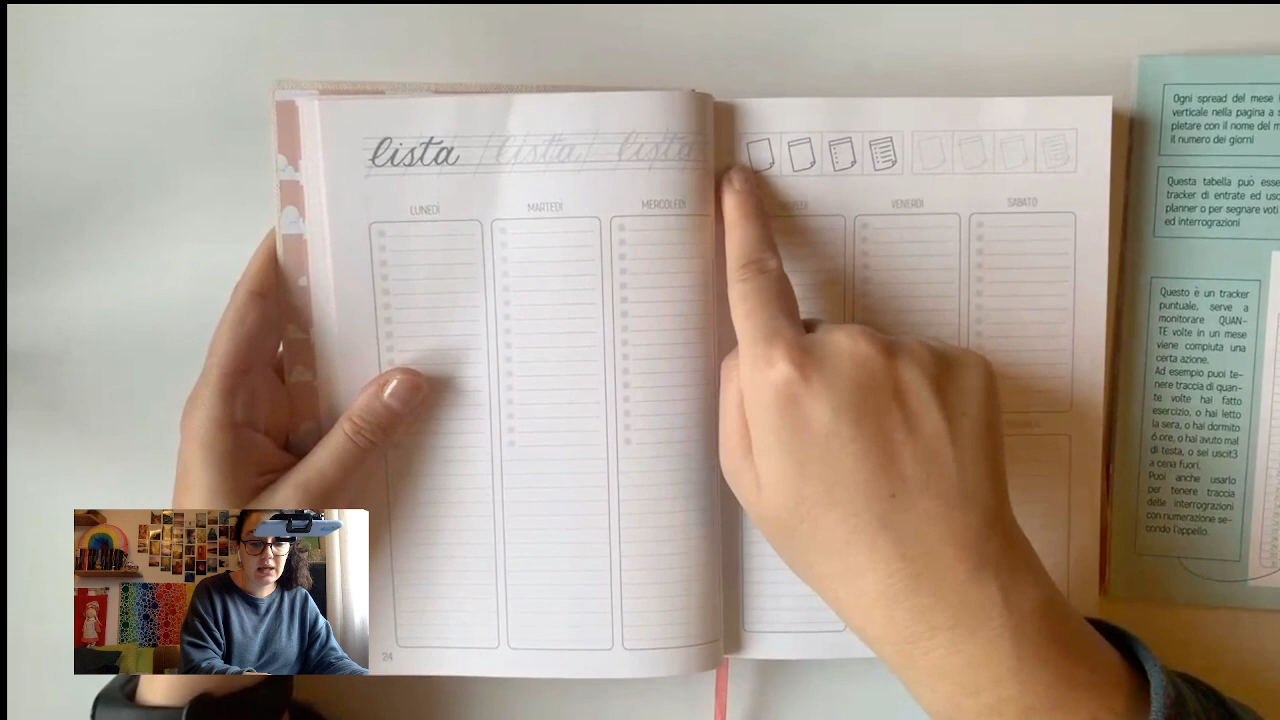 lista lista lista
LUNEDÌ
MARTEDÌ
MERCOLEDÌ
VENERDÌ
SABATO
24
Ogni spread del mese
verticale nella pagina a
pletare con il nome del
il numero dei giorni
Questa tabella può
tracker di entrate ed
planner o per segnare voti
ed interrogazioni
Questo è un tracker
puntuale, serve a
monitorare QUAN-
TE volte in un mese
viene compiuta una
certa azione.
Ad esempio puoi te-
nere traccia di quan-
te volte hai fatto
esercizio, o hai letto
la sera, o hai dormito
6 ore, o hai avuto mal
di testa, o sei uscit3
a cena fuori.
Puoi anche usarlo
per tenere traccia
delle interrogazioni
con numerazione se-
condo l'appello.